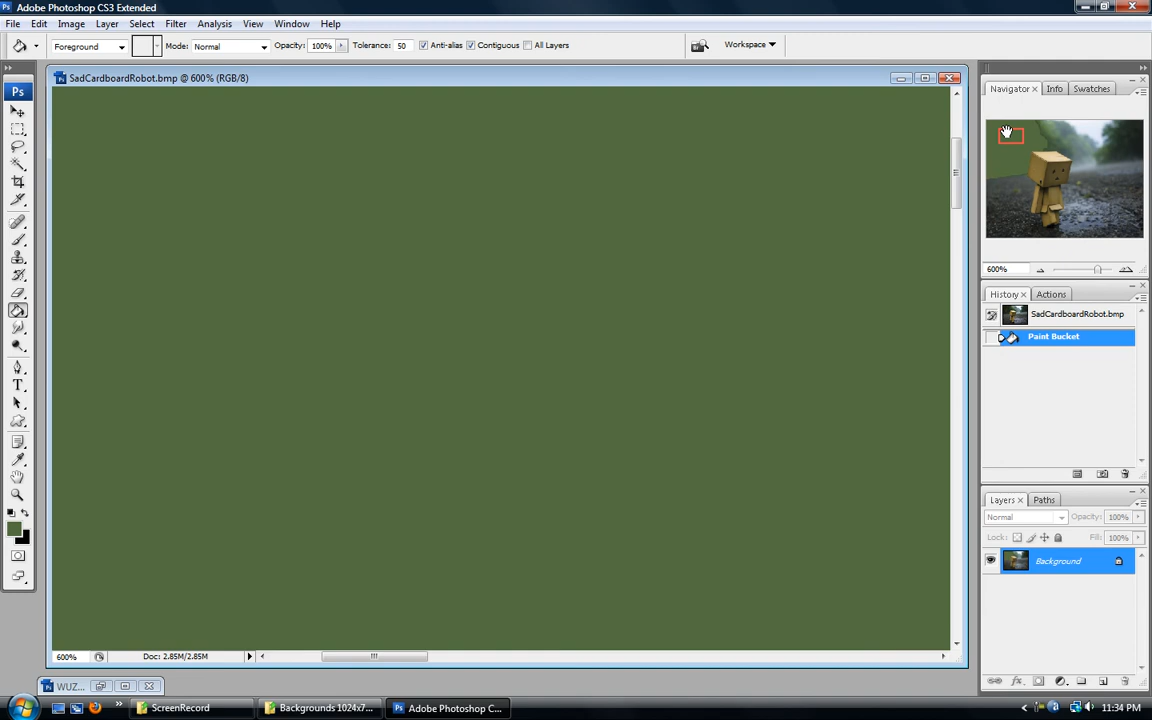 Adobe Photoshop CS3 Extended
File Edit Image Layer Select Filter Analysis View Window Help
Foreground Mode: Normal Opacity: 100% Tolerance: 50 Anti-alias Contiguous All Layers Workspace
Ps
SadCardboardRobot.bmp @ 600% (RGB/8)
Navigator Info Swatches
600%
History Actions
SadCardboardRobot.bmp
Paint Bucket
Layers Paths
Normal Opacity: 100%
Lock: Fill: 100%
Background
600% Doc: 2.85M/2.85M
WUZ...
ScreenRecord Backgrounds 1024x7... Adobe Photoshop C... 11:34 PM